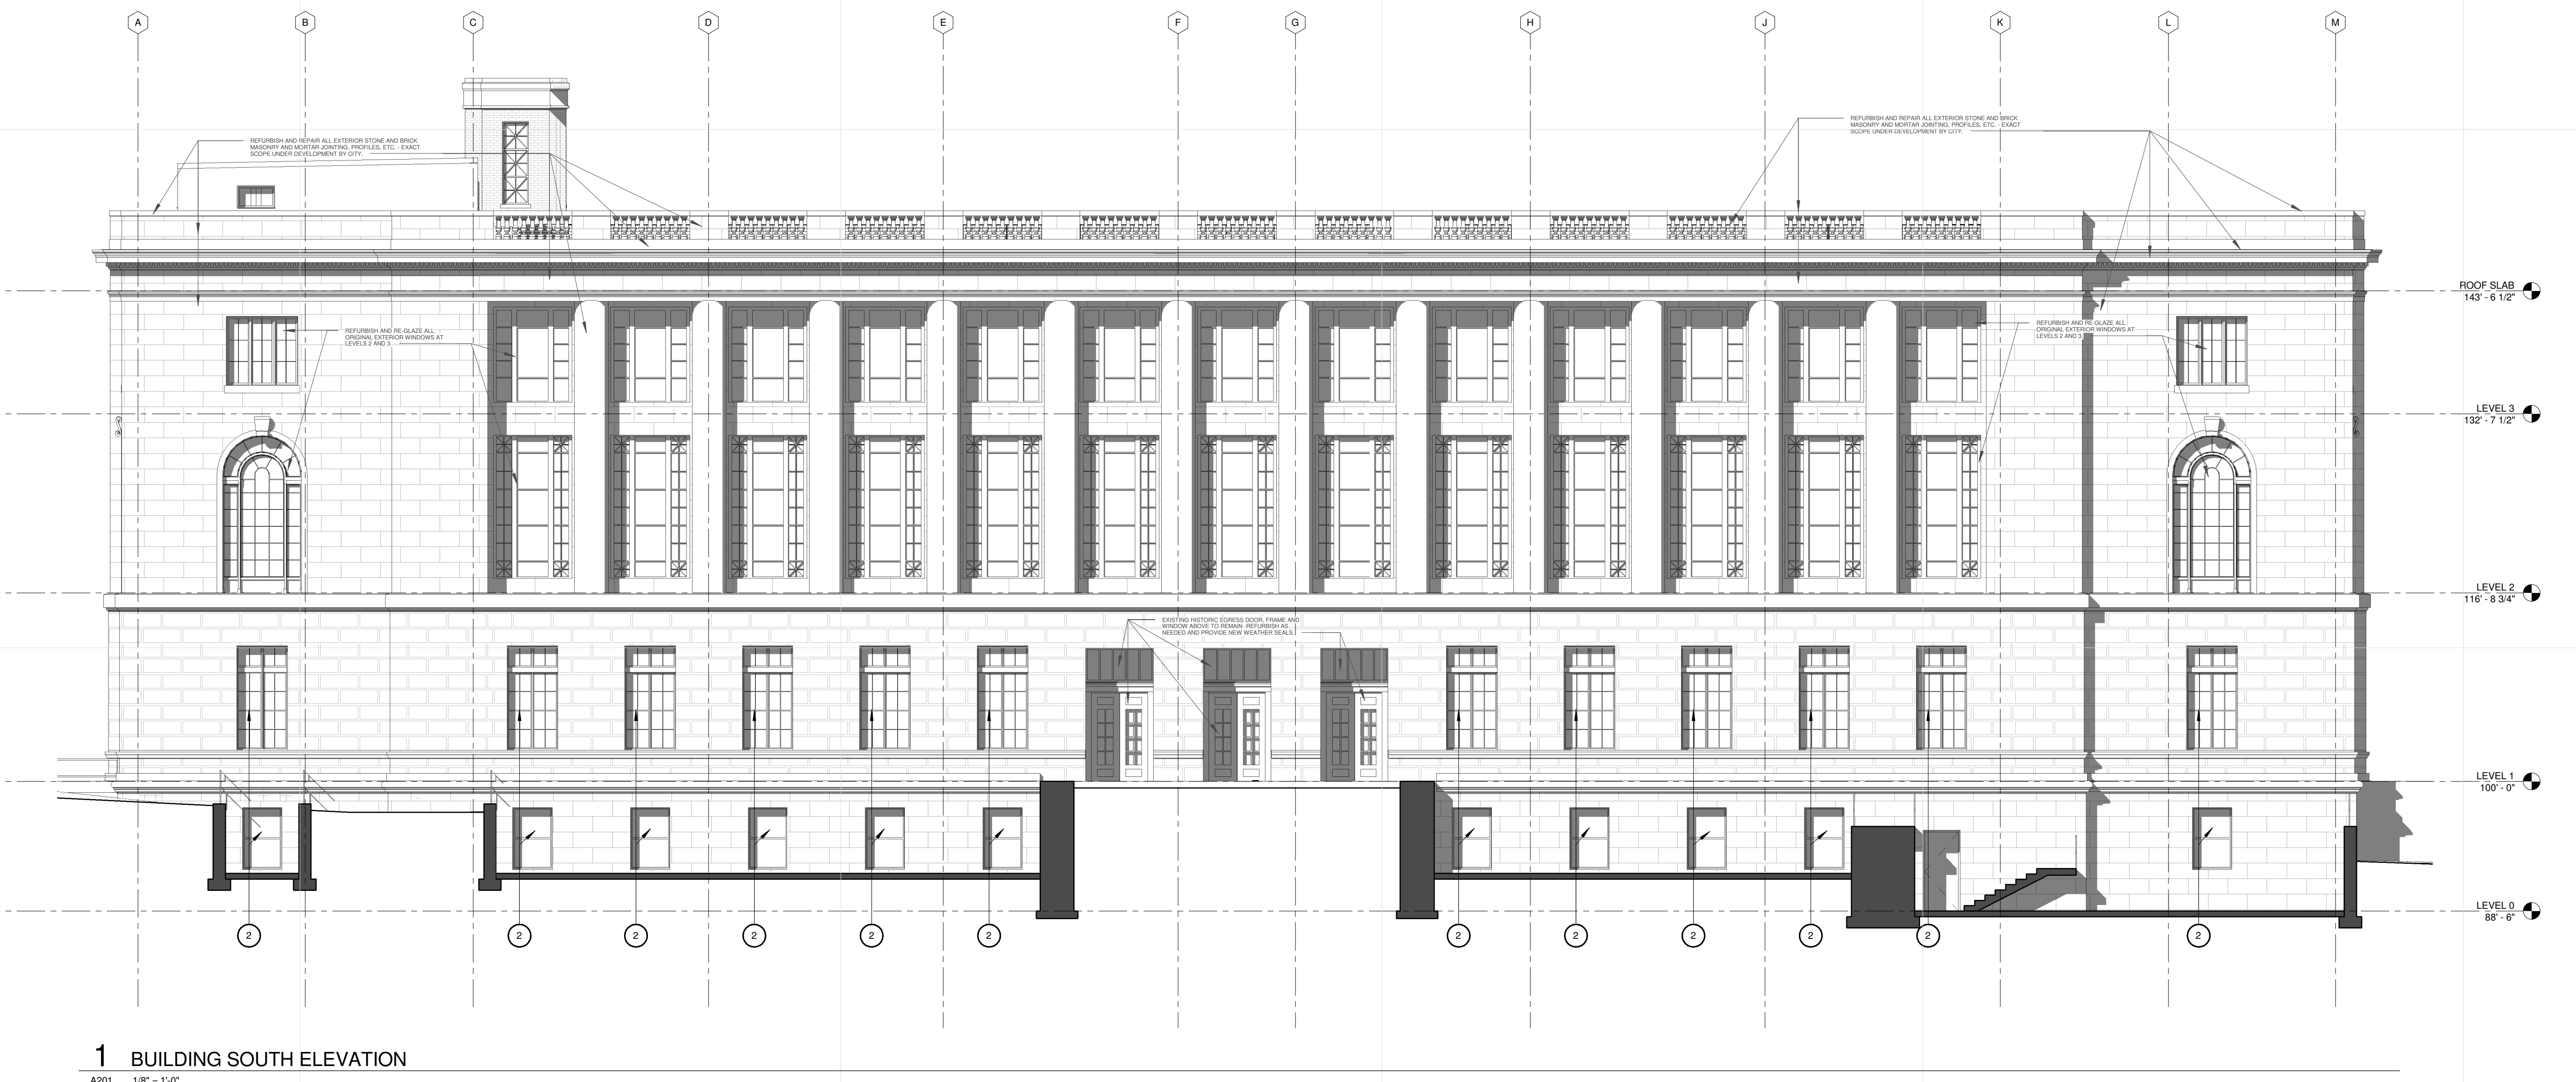 A B C D E F G H J K L M
REFURBISH AND REPAIR ALL EXTERIOR STONE AND BRICK
MASONRY AND MORTAR JOINTING, PROFILES, ETC. - EXACT
SCOPE UNDER DEVELOPMENT BY CITY.
REFURBISH AND REPAIR ALL EXTERIOR STONE AND BRICK
MASONRY AND MORTAR JOINTING, PROFILES, ETC. - EXACT
SCOPE UNDER DEVELOPMENT BY CITY.
ROOF SLAB
143' - 6 1/2"
REFURBISH AND RE-GLAZE ALL
ORIGINAL EXTERIOR WINDOWS AT
LEVELS 2 AND 3
REFURBISH AND RE-GLAZE ALL
ORIGINAL EXTERIOR WINDOWS AT
LEVELS 2 AND 3
LEVEL 3
132' - 7 1/2"
LEVEL 2
116' - 8 3/4"
EXISTING HISTORIC EGRESS DOOR, FRAME AND
WINDOW ABOVE TO REMAIN -REFURBISH AS
NEEDED AND PROVIDE NEW WEATHER SEALS.
LEVEL 1
100' - 0"
LEVEL 0
88' - 6"
2 2 2 2 2 2 2 2 2 2 2 2
1 BUILDING SOUTH ELEVATION
A201 1/8" = 1'-0"